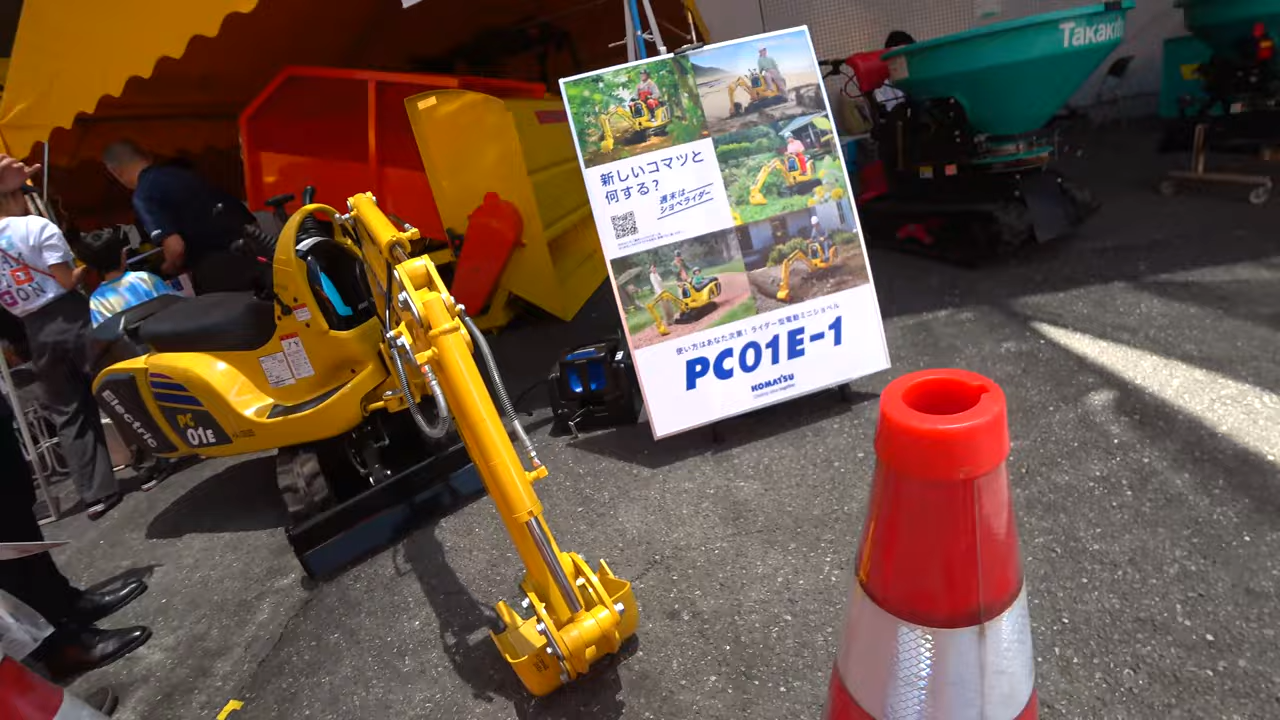 Takakit
新しいコマツと
何する?
週末は
ショベライダー
使い方はあなた次第!ライダー型電動ミニショベル
PC01E-1
KOMATSU
Electric
PC
01E